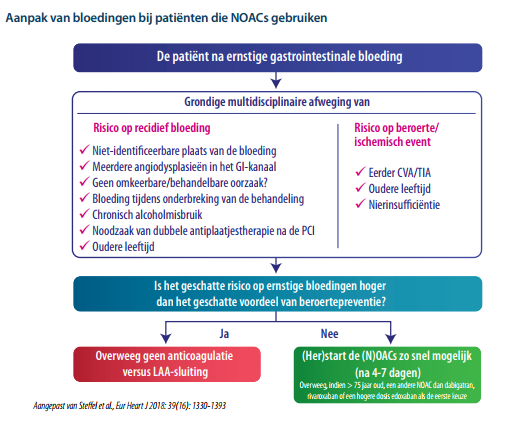 Aanpak van bloedingen bij patiënten die NOACs gebruiken
De patiënt na ernstige gastrointestinale bloeding
Grondige multidisciplinaire afweging van
Risico op recidief bloeding
✓ Niet-identificeerbare plaats van de bloeding
✓ Meerdere angiodysplasieën in het GI-kanaal
✓ Geen omkeerbare/behandelbare oorzaak?
✓ Bloeding tijdens onderbreking van de behandeling
✓ Chronisch alcoholmisbruik
✓ Noodzaak van dubbele antiplaatjestherapie na de PCI
✓ Oudere leeftijd
Risico op beroerte/
ischemisch event
✓ Eerder CVA/TIA
✓ Oudere leeftijd
✓ Nierinsufficiëntie
Is het geschatte risico op ernstige bloedingen hoger
dan het geschatte voordeel van beroertepreventie?
Ja
Nee
Overweeg geen anticoagulatie
versus LAA-sluiting
(Her)start de (N)OACs zo snel mogelijk
(na 4-7 dagen)
Overweeg, indien > 75 jaar oud, een andere NOAC dan dabigatran,
rivaroxaban of een hogere dosis edoxaban als de eerste keuze
Aangepast van Steffel et al., Eur Heart J 2018: 39(16): 1330-1393